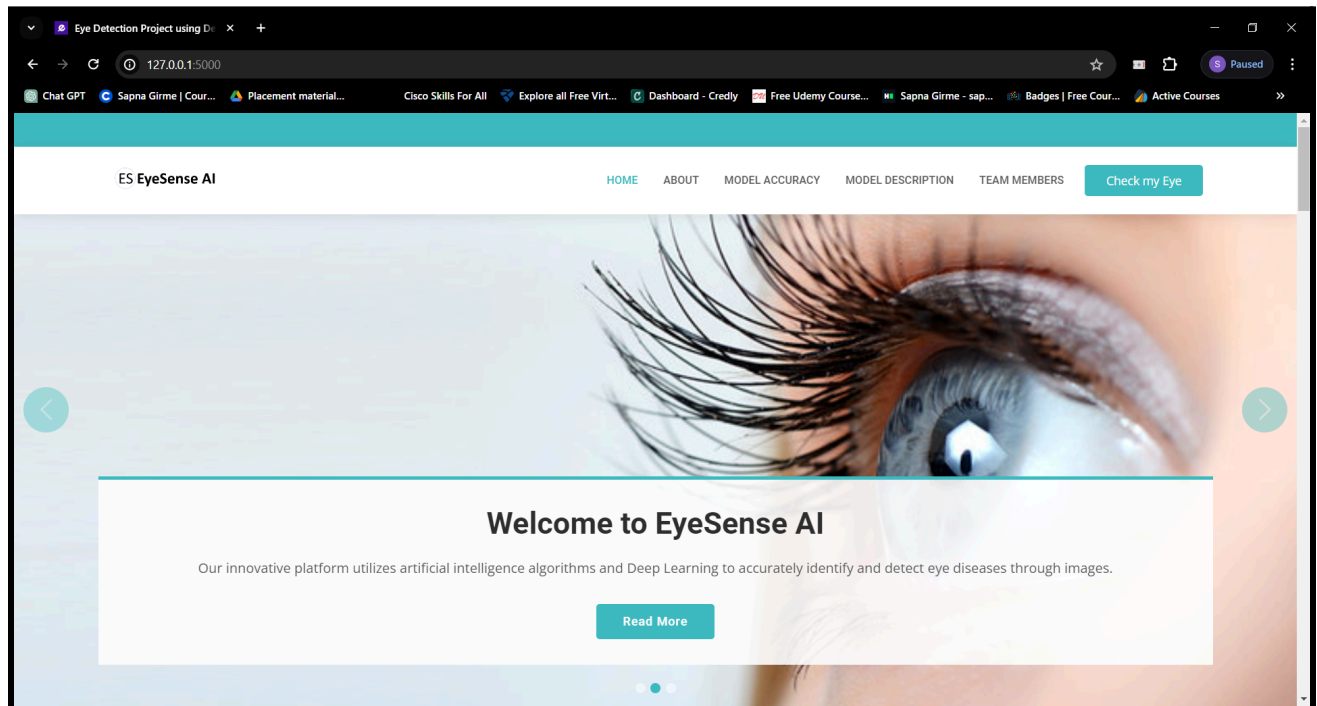 Eye Detection Project using De
127.0.0.1:5000
Paused
Chat GPT Sapna Girme | Cour... Placement material... Cisco Skills For All Explore all Free Virt... Dashboard - Credly Free Udemy Course... Sapna Girme - sap... Badges | Free Cour... Active Courses
ES EyeSense AI HOME ABOUT MODEL ACCURACY MODEL DESCRIPTION TEAM MEMBERS Check my Eye
Welcome to EyeSense AI
Our innovative platform utilizes artificial intelligence algorithms and Deep Learning to accurately identify and detect eye diseases through images.
Read More